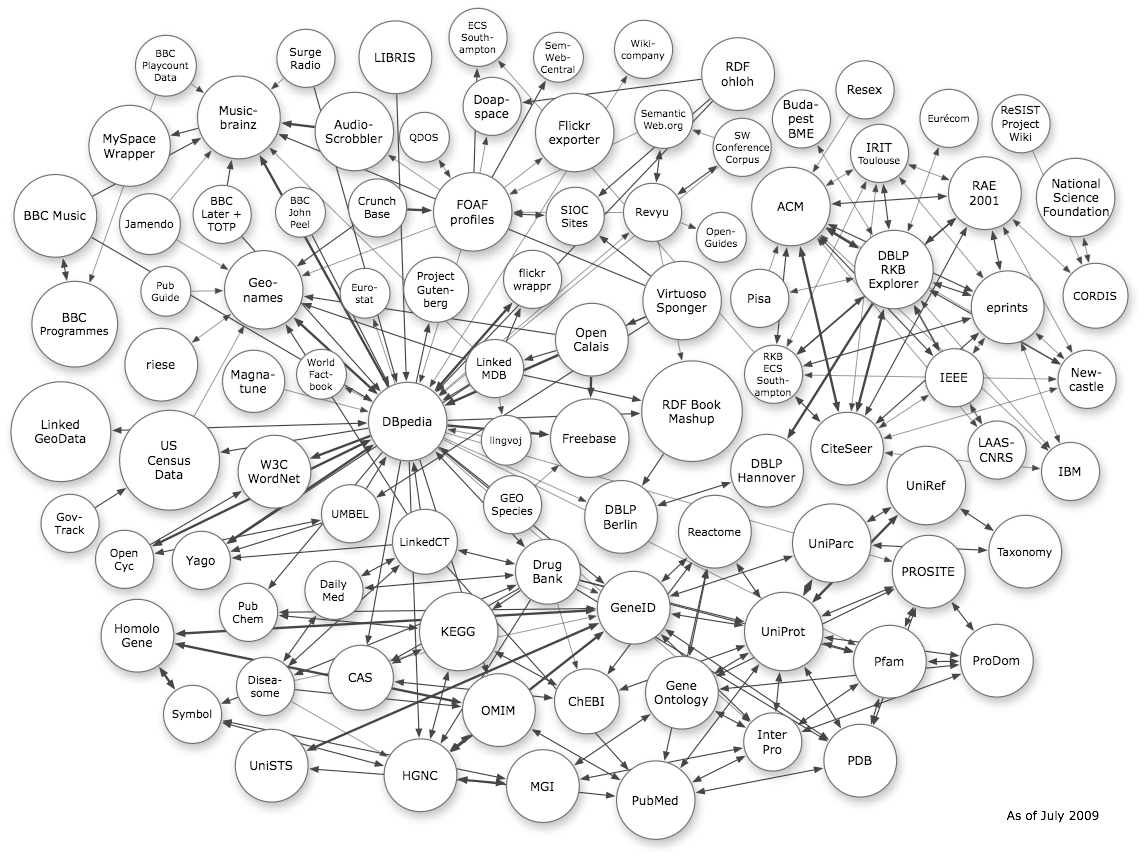 ECS
South-
ampton
BBC
Playcount
Data
Surge
Radio
LIBRIS
Sem-
Web-
Central
Wiki-
company
RDF
ohloh
Resex
Music-
brainz
Doap-
space
Flickr
exporter
Semantic
Web.org
Buda-
pest
BME
Eurécom
ReSIST
Project
Wiki
MySpace
Wrapper
Audio-
Scrobbler
QDOS
SW
Conference
Corpus
IRIT
Toulouse
RAE
2001
National
Science
Foundation
BBC Music
Jamendo
BBC
Later +
TOTP
BBC
John
Peel
Crunch
Base
FOAF
profiles
SIOC
Sites
Revyu
Open-
Guides
ACM
DBLP
RKB
Explorer
Pub
Guide
Geo-
names
Euro-
stat
Project
Guten-
berg
flickr
wrappr
Virtuoso
Sponger
Pisa
eprints
CORDIS
BBC
Programmes
riese
Magna-
tune
World
Fact-
book
Linked
MDB
Open
Calais
RKB
ECS
South-
ampton
IEEE
New-
castle
Linked
GeoData
US
Census
Data
DBpedia
lingvoj
Freebase
RDF Book
Mashup
CiteSeer
LAAS-
CNRS
IBM
W3C
WordNet
DBLP
Hannover
UniRef
Gov-
Track
UMBEL
GEO
Species
DBLP
Berlin
Reactome
Open
Cyc
Yago
LinkedCT
UniParc
Taxonomy
Pub
Chem
Daily
Med
Drug
Bank
PROSITE
Homolo
Gene
KEGG
GeneID
UniProt
Pfam
ProDom
Disea-
some
CAS
ChEBI
Gene
Ontology
Symbol
OMIM
Inter
Pro
PDB
UniSTS
HGNC
MGI
PubMed
As of July 2009